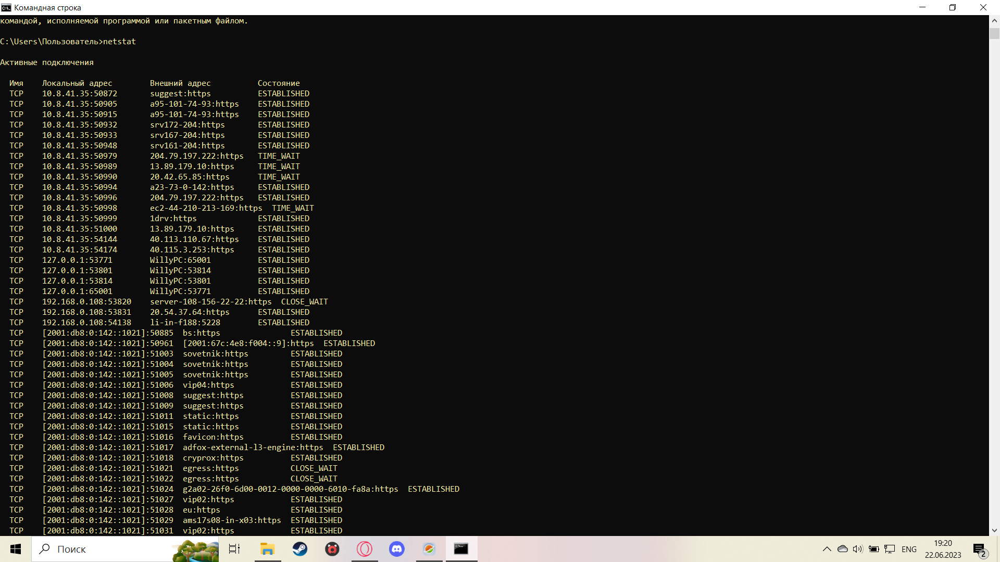 Командная строка
командой, исполняемой программой или пакетным файлом.
C:\Users\Пользователь>netstat
Активные подключения
Имя Локальный адрес Внешний адрес Состояние
TCP 10.8.41.35:50872 suggest:https ESTABLISHED
TCP 10.8.41.35:50905 a95-101-74-93:https ESTABLISHED
TCP 10.8.41.35:50915 a95-101-74-93:https ESTABLISHED
TCP 10.8.41.35:50932 srv172-204:https ESTABLISHED
TCP 10.8.41.35:50933 srv167-204:https ESTABLISHED
TCP 10.8.41.35:50948 srv161-204:https ESTABLISHED
TCP 10.8.41.35:50979 204.79.197.222:https TIME_WAIT
TCP 10.8.41.35:50989 13.89.179.10:https TIME_WAIT
TCP 10.8.41.35:50990 20.42.65.85:https TIME_WAIT
TCP 10.8.41.35:50994 a23-73-0-142:https ESTABLISHED
TCP 10.8.41.35:50996 204.79.197.222:https ESTABLISHED
TCP 10.8.41.35:50998 ec2-44-210-213-169:https TIME_WAIT
TCP 10.8.41.35:50999 1drv:https ESTABLISHED
TCP 10.8.41.35:51000 13.89.179.10:https ESTABLISHED
TCP 10.8.41.35:54144 40.113.110.67:https ESTABLISHED
TCP 10.8.41.35:54174 40.115.3.253:https ESTABLISHED
TCP 127.0.0.1:53771 WillyPC:65001 ESTABLISHED
TCP 127.0.0.1:53801 WillyPC:53814 ESTABLISHED
TCP 127.0.0.1:53814 WillyPC:53801 ESTABLISHED
TCP 127.0.0.1:65001 WillyPC:53771 ESTABLISHED
TCP 192.168.0.108:53820 server-108-156-22-22:https CLOSE_WAIT
TCP 192.168.0.108:53831 20.54.37.64:https ESTABLISHED
TCP 192.168.0.108:54138 li-in-f188:5228 ESTABLISHED
TCP [2001:db8:0:142::1021]:50885 bs:https ESTABLISHED
TCP [2001:db8:0:142::1021]:50961 [2001:67c:4e8:f004::9]:https ESTABLISHED
TCP [2001:db8:0:142::1021]:51003 sovetnik:https ESTABLISHED
TCP [2001:db8:0:142::1021]:51004 sovetnik:https ESTABLISHED
TCP [2001:db8:0:142::1021]:51005 sovetnik:https ESTABLISHED
TCP [2001:db8:0:142::1021]:51006 vip04:https ESTABLISHED
TCP [2001:db8:0:142::1021]:51008 suggest:https ESTABLISHED
TCP [2001:db8:0:142::1021]:51009 suggest:https ESTABLISHED
TCP [2001:db8:0:142::1021]:51011 static:https ESTABLISHED
TCP [2001:db8:0:142::1021]:51015 static:https ESTABLISHED
TCP [2001:db8:0:142::1021]:51016 favicon:https ESTABLISHED
TCP [2001:db8:0:142::1021]:51017 adfox-external-l3-engine:https ESTABLISHED
TCP [2001:db8:0:142::1021]:51018 cryprox:https ESTABLISHED
TCP [2001:db8:0:142::1021]:51021 egress:https CLOSE_WAIT
TCP [2001:db8:0:142::1021]:51022 egress:https CLOSE_WAIT
TCP [2001:db8:0:142::1021]:51024 g2a02-26f0-6d00-0012-0000-0000-6010-fa8a:https ESTABLISHED
TCP [2001:db8:0:142::1021]:51027 vip02:https ESTABLISHED
TCP [2001:db8:0:142::1021]:51028 eu:https ESTABLISHED
TCP [2001:db8:0:142::1021]:51029 ams17s08-in-x03:https ESTABLISHED
TCP [2001:db8:0:142::1021]:51031 vip02:https ESTABLISHED
Поиск
ENG
19:20
22.06.2023
2